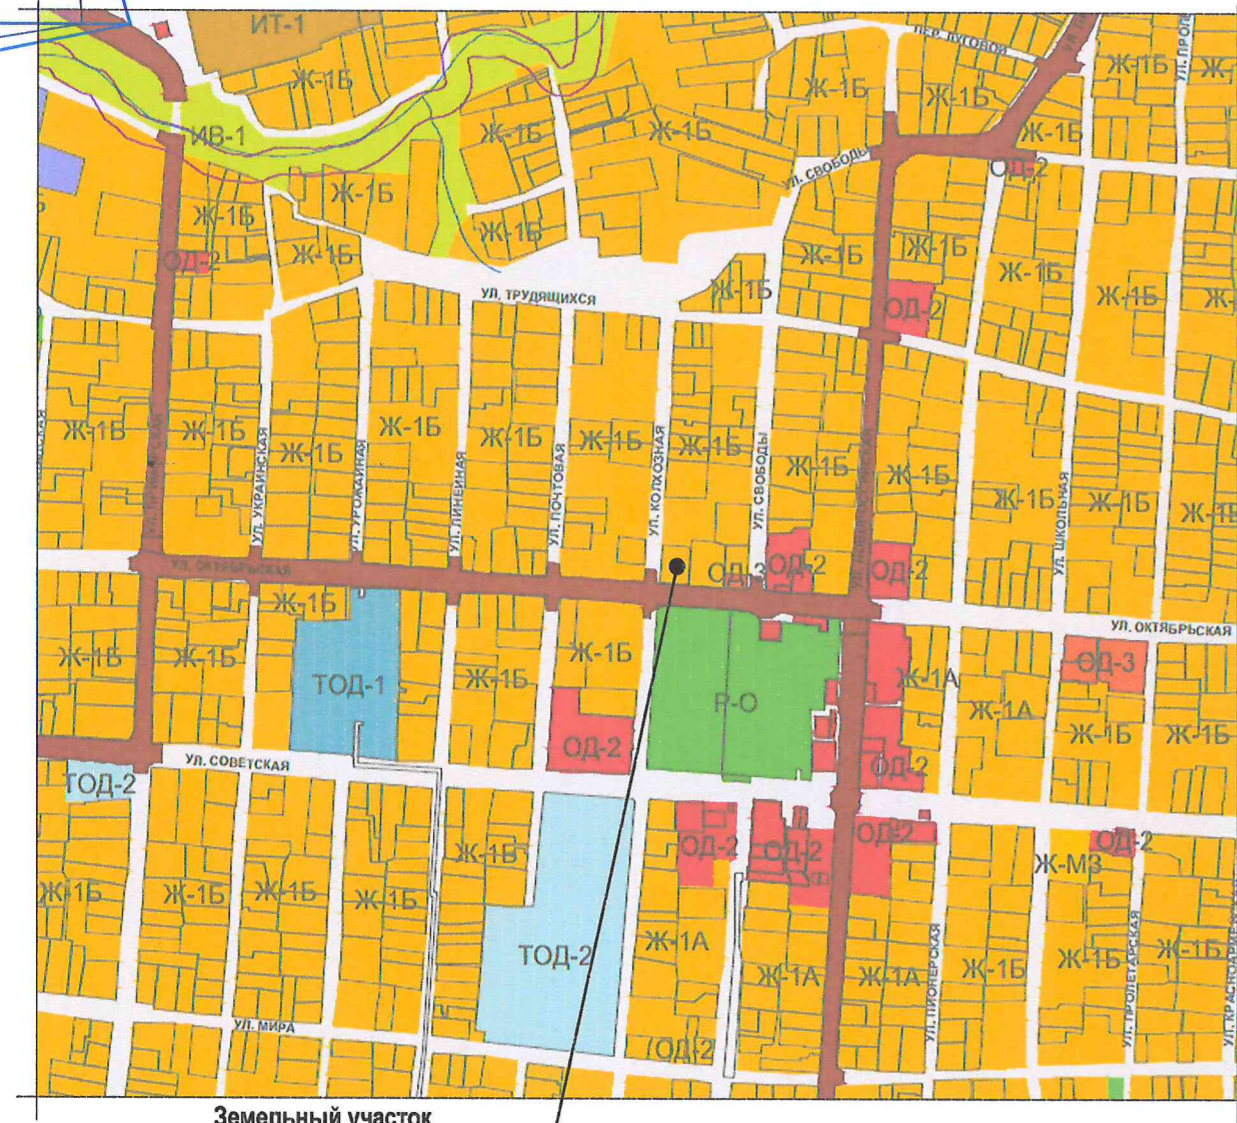 ИТ-1
ПЕР. ЛУГОВОЙ
Ж-1Б
Ж-1Б
Ж-1Б
Ж-1Б
ИВ-1
Ж-1Б
Ж-1Б
Ж-1Б
УЛ. СВОБОДЫ
ОД-2
Ж-1Б
Ж-1Б
Ж-1Б
Ж-1Б
Ж-1Б
Ж-1Б
ОД-2
Ж-1Б
Ж-1Б
Ж-1Б
Ж-1Б
УЛ. ТРУДЯЩИХСЯ
ОД-2
Ж-1Б
Ж-1Б
Ж-1Б
Ж-1Б
Ж-1Б
Ж-1Б
Ж-1Б
Ж-1Б
Ж-1Б
Ж-1Б
Ж-1Б
Ж-1Б
УЛ. УКРАИНСКАЯ
УЛ. УРОЖАЙНАЯ
УЛ. ЛИНЕЙНАЯ
УЛ. ПОЧТОВАЯ
УЛ. КОЛХОЗНАЯ
УЛ. СВОБОДЫ
УЛ. ШКОЛЬНАЯ
УЛ. ОКТЯБРЬСКАЯ
ОД-3
ОД-2
ОД-2
Ж-1Б
УЛ. ОКТЯБРЬСКАЯ
Ж-1Б
Ж-1Б
ТОД-1
Ж-1Б
Ж-1Б
Р-О
Ж-1А
Ж-1А
ОД-3
ОД-2
Ж-1Б
Ж-1Б
УЛ. СОВЕТСКАЯ
ОД-2
ТОД-2
Ж-1Б
ОД-2
ОД-2
ОД-2
ОД-2
Ж-МЗ
Ж-1Б
Ж-1Б
Ж-1Б
Ж-1Б
ТОД-2
Ж-1А
Ж-1А
Ж-1А
Ж-1Б
Ж-1Б
Ж-1Б
УЛ. ПИОНЕРСКАЯ
УЛ. ПРОЛЕТАРСКАЯ
УЛ. МИРА
ОД-2
Земельный участок